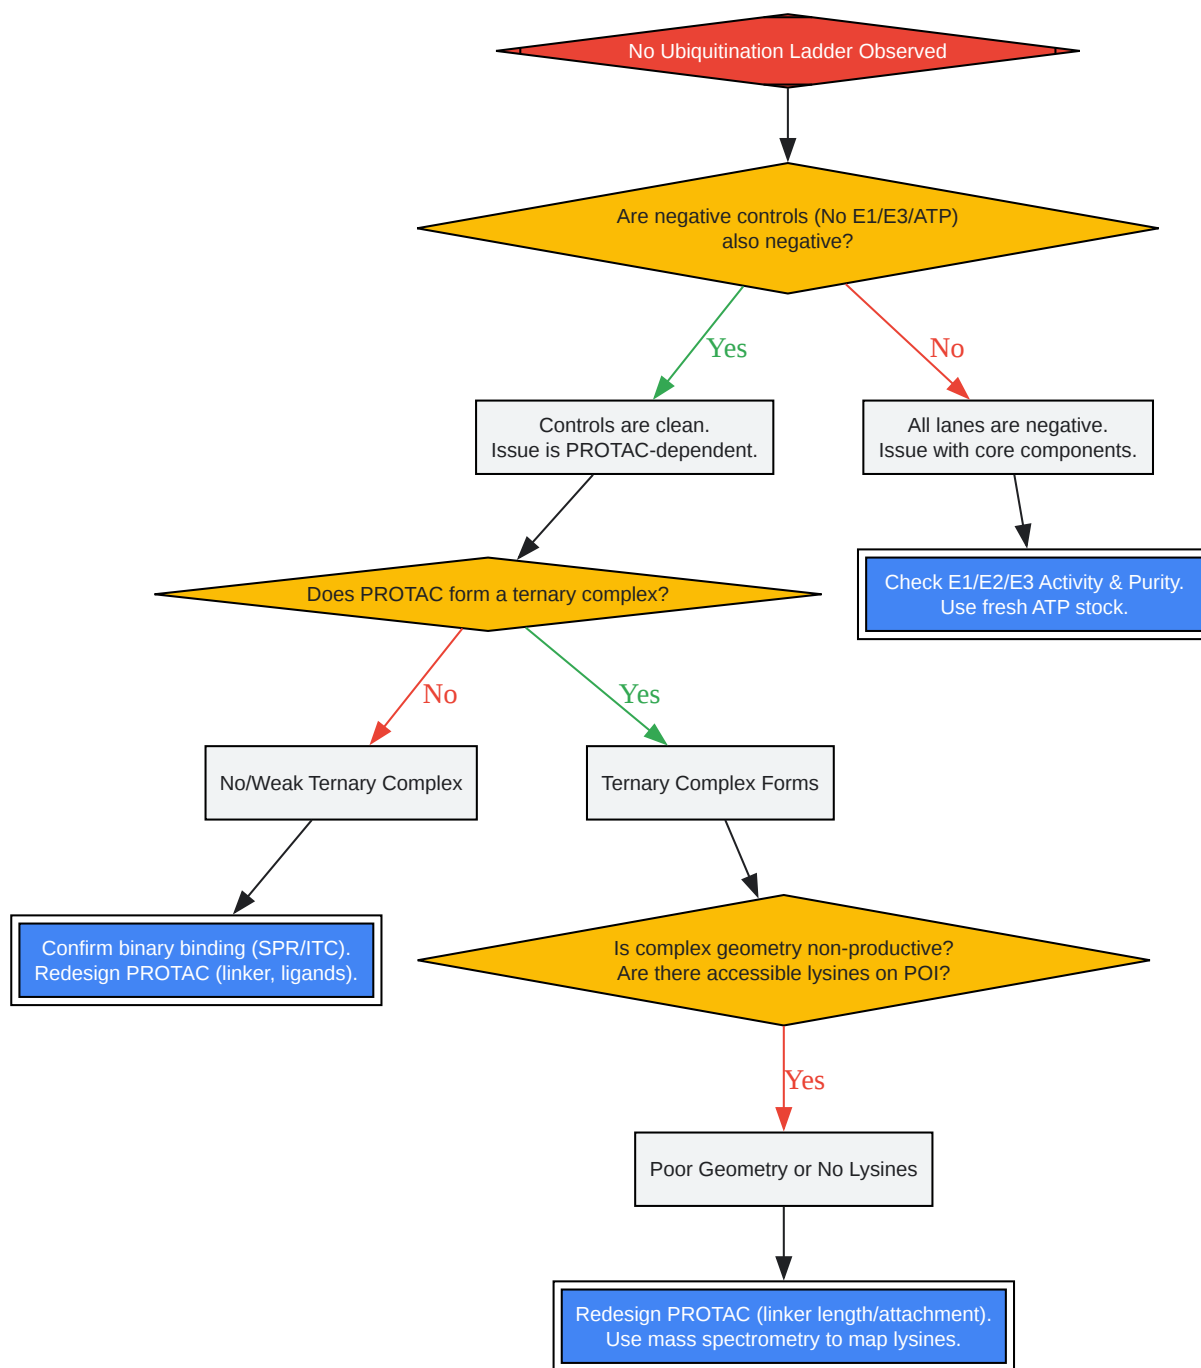 No Ubiquitination Ladder Observed
Are negative controls (No E1/E3/ATP)
also negative?
Yes
No
Controls are clean.
Issue is PROTAC-dependent.
All lanes are negative.
Issue with core components.
Does PROTAC form a ternary complex?
Check E1/E2/E3 Activity & Purity.
Use fresh ATP stock.
No
Yes
No/Weak Ternary Complex
Ternary Complex Forms
Confirm binary binding (SPR/ITC).
Redesign PROTAC (linker, ligands).
Is complex geometry non-productive?
Are there accessible lysines on POI?
Yes
Poor Geometry or No Lysines
Redesign PROTAC (linker length/attachment).
Use mass spectrometry to map lysines.